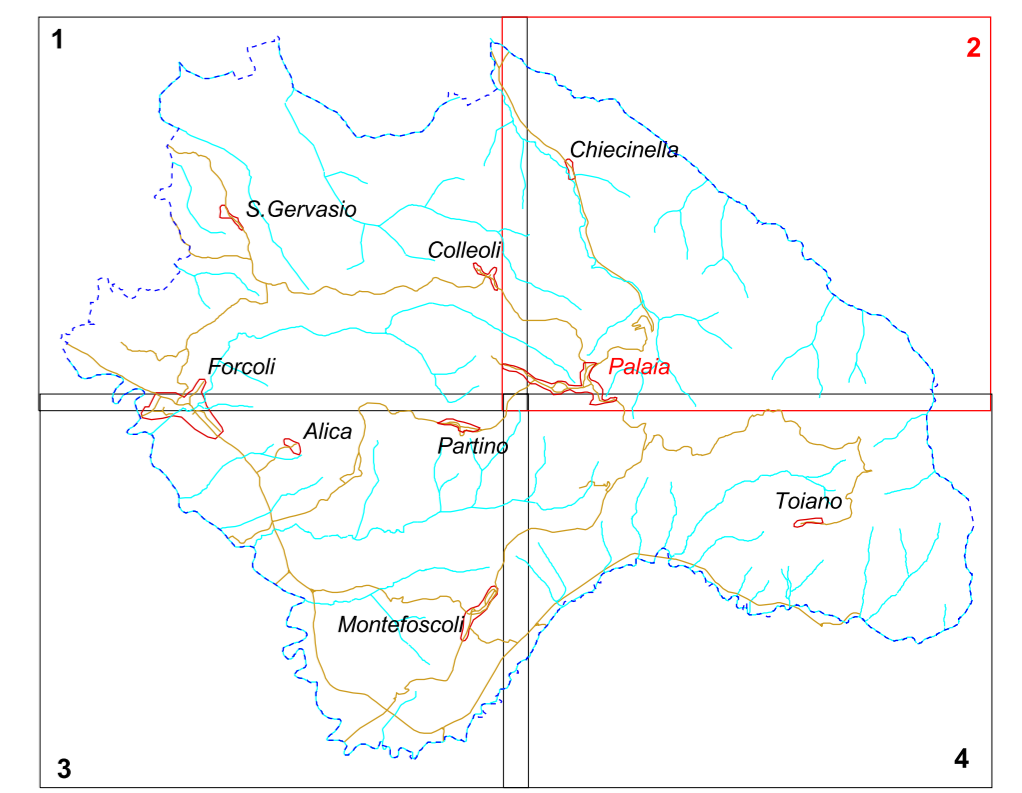 1
2
Chiecinella
S.Gervasio
Colleoli
Forcoli
Palaia
Alica
Partino
Toiano
Montefoscoli
3
4